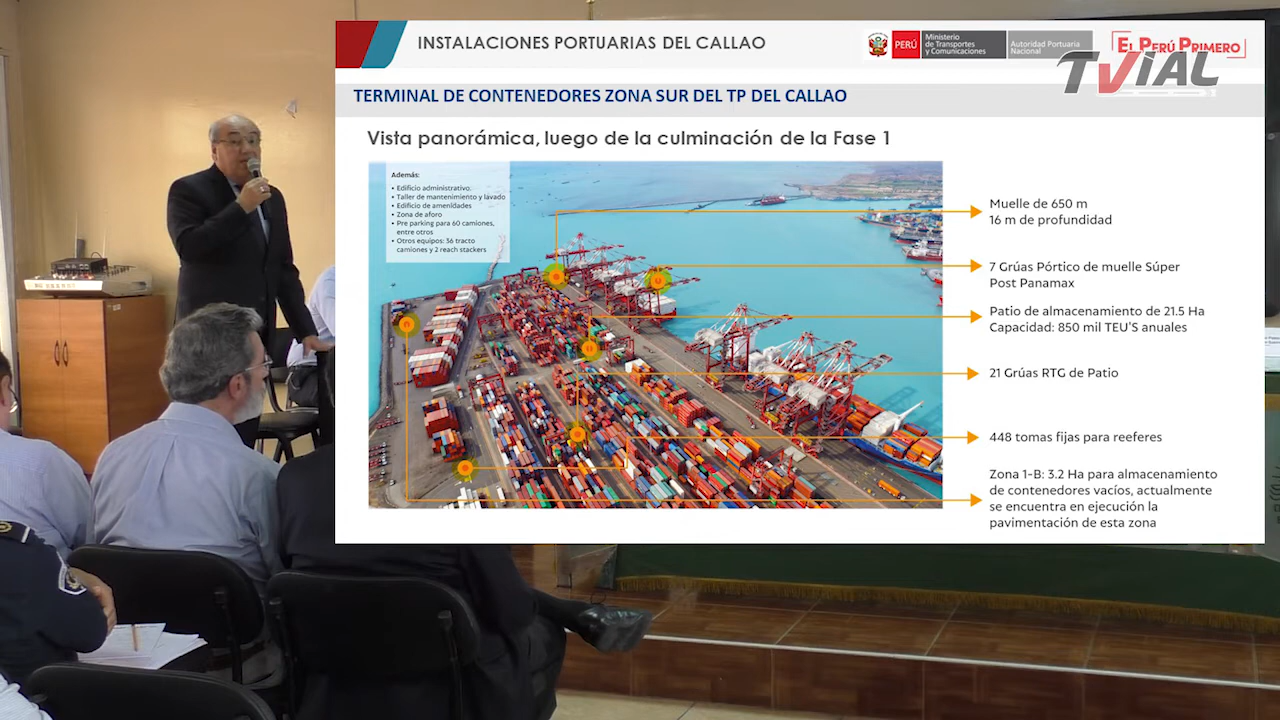 INSTALACIONES PORTUARIAS DEL CALLAO
PERÚ
Ministerio
de Transportes
y Comunicaciones
Autoridad Portuaria
Nacional
EL PERÚ PRIMERO
TVIAL
TERMINAL DE CONTENEDORES ZONA SUR DEL TP DEL CALLAO
Vista panorámica, luego de la culminación de la Fase 1
Además:
• Edificio administrativo.
• Taller de mantenimiento y lavado
• Edificio de amenidades
• Zona de aforo
• Pre parking para 60 camiones,
entre otros
• Otros equipos: 36 tracto
camiones y 2 reach stackers
Muelle de 650 m
16 m de profundidad
7 Grúas Pórtico de muelle Súper
Post Panamax
Patio de almacenamiento de 21.5 Ha
Capacidad: 850 mil TEU'S anuales
21 Grúas RTG de Patio
448 tomas fijas para reeferes
Zona 1-B: 3.2 Ha para almacenamiento
de contenedores vacíos, actualmente
se encuentra en ejecución la
pavimentación de esta zona